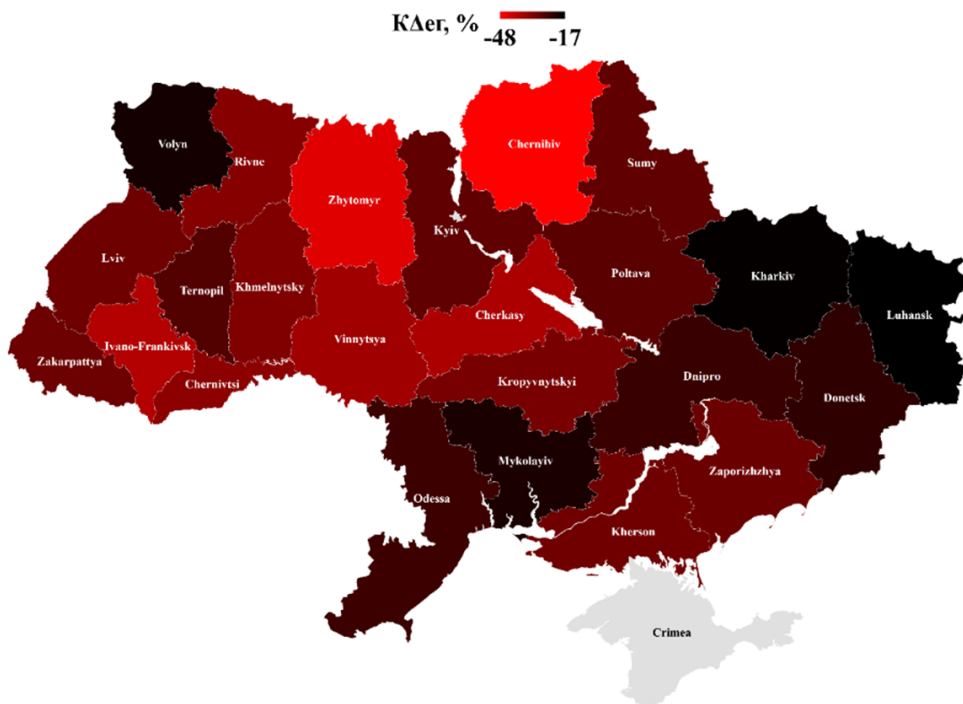 KΔег, %
-48 -17
Chernihiv
Volyn
Rivne
Sumy
Zhytomyr
Kyiv
Lviv
Poltava
Kharkiv
Ternopil
Khmelnytsky
Cherkasy
Luhansk
Vinnytsya
Ivano-Frankivsk
Zakarpattya
Chernivtsi
Kropyvnytskyi
Dnipro
Donetsk
Mykolayiv
Zaporizhzhya
Odessa
Kherson
Crimea